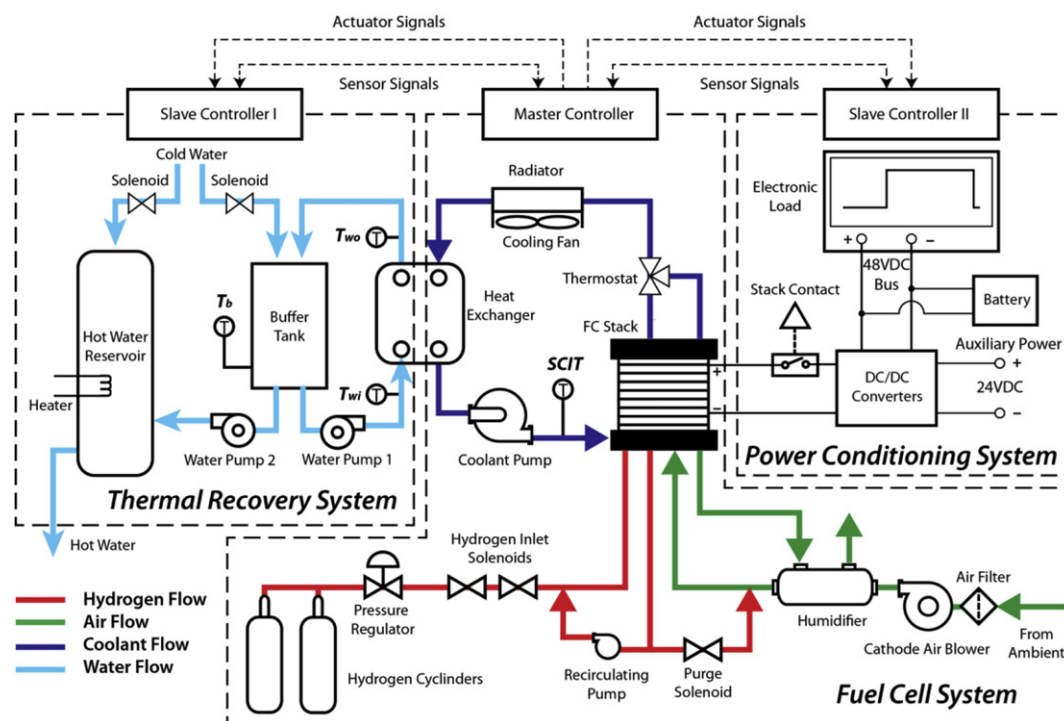 Actuator Signals
Actuator Signals
Sensor Signals
Sensor Signals
Slave Controller I
Master Controller
Slave Controller II
Cold Water
Solenoid
Solenoid
Radiator
Cooling Fan
Electronic
Load
+
−
48VDC
Bus
Two
Thermostat
Stack Contact
Battery
Tb
Hot Water
Reservoir
Buffer
Tank
Heat
Exchanger
FC Stack
Auxiliary Power
SCIT
+
−
DC/DC
Converters
+
24VDC
−
Heater
Twi
Water Pump 2
Water Pump 1
Coolant Pump
Power Conditioning System
Thermal Recovery System
Hot Water
Hydrogen Inlet
Solenoids
Hydrogen Flow
Air Flow
Coolant Flow
Water Flow
Pressure
Regulator
Humidifier
Air Filter
Cathode Air Blower
From
Ambient
Hydrogen Cyclinders
Recirculating
Pump
Purge
Solenoid
Fuel Cell System
T
T
T
T